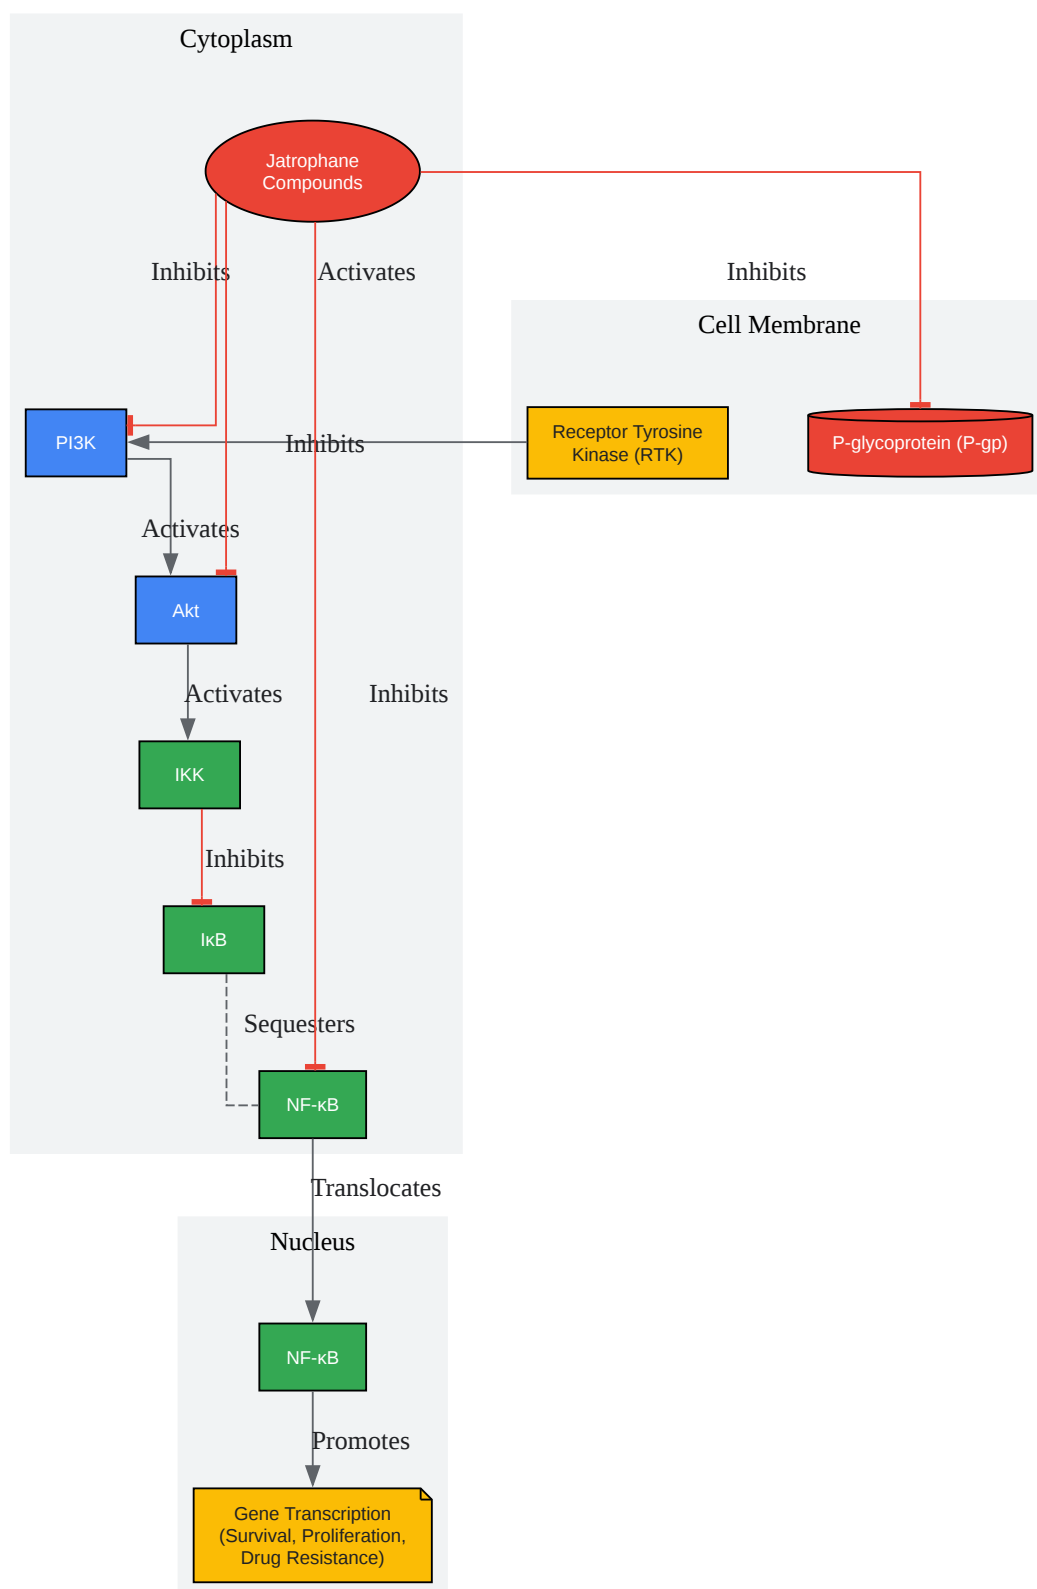 Cytoplasm
Jatrophane
Compounds
Inhibits
Activates
Inhibits
Cell Membrane
PI3K
Inhibits
Receptor Tyrosine
Kinase (RTK)
P-glycoprotein (P-gp)
Activates
Akt
Activates
Inhibits
IKK
Inhibits
IκB
Sequesters
NF-κB
Translocates
Nucleus
NF-κB
Promotes
Gene Transcription
(Survival, Proliferation,
Drug Resistance)